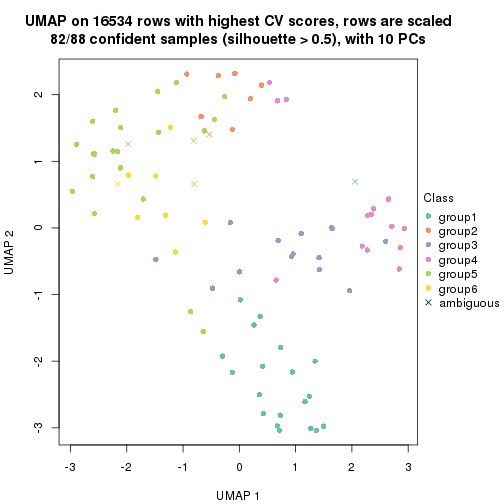 UMAP on 16534 rows with highest CV scores, rows are scaled
82/88 confident samples (silhouette > 0.5), with 10 PCs
2
1
0
-1
-2
-3
UMAP 2
-3 -2 -1 0 1 2 3
UMAP 1
Class
group1
group2
group3
group4
group5
group6
ambiguous